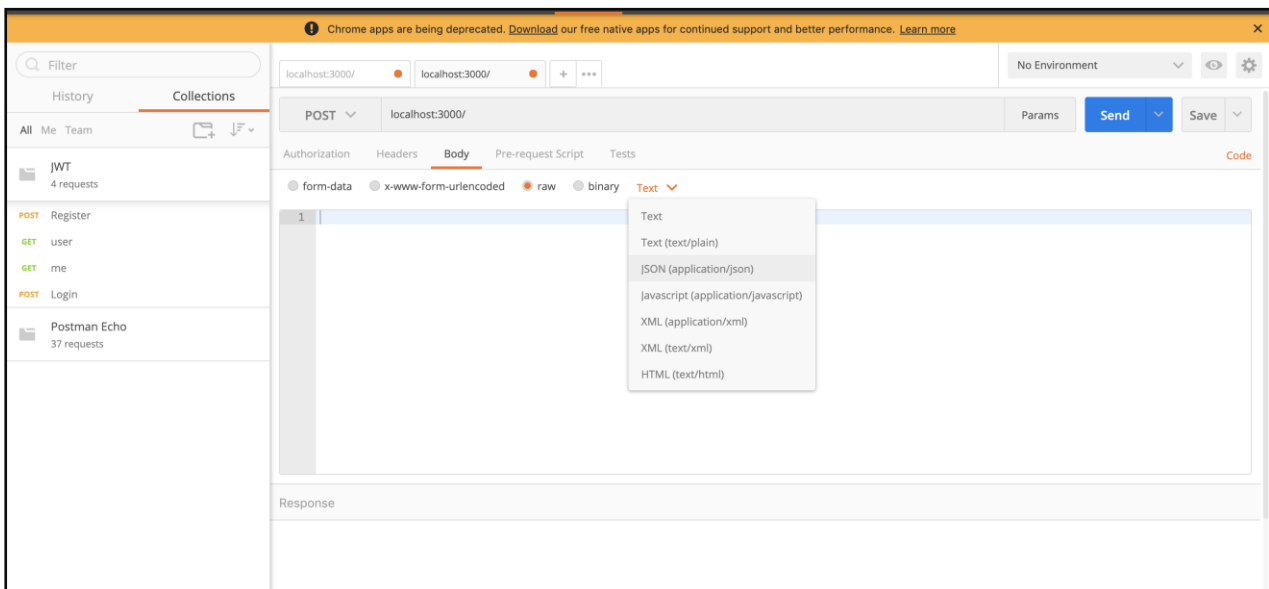 Chrome apps are being deprecated. Download our free native apps for continued support and better performance. Learn more
Filter
History Collections
All Me Team
JWT
4 requests
POST Register
GET user
GET me
POST Login
Postman Echo
37 requests
localhost:3000/ localhost:3000/
No Environment
POST localhost:3000/ Params Send Save
Authorization Headers Body Pre-request Script Tests Code
form-data x-www-form-urlencoded raw binary Text
1
Text
Text (text/plain)
JSON (application/json)
Javascript (application/javascript)
XML (application/xml)
XML (text/xml)
HTML (text/html)
Response